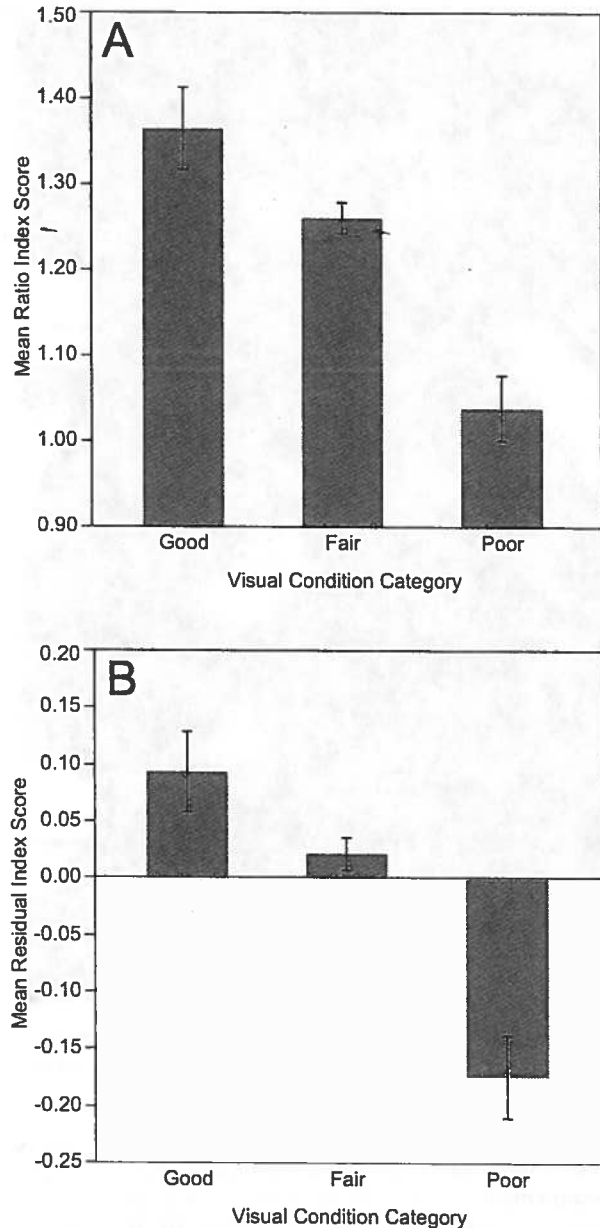 A
1.50
1.40
1.30
1.20
1.10
1.00
0.90
Mean Ratio Index Score
Good Fair Poor
Visual Condition Category
B
0.20
0.15
0.10
0.05
0.00
-0.05
-0.10
-0.15
-0.20
-0.25
Mean Residual Index Score
Good Fair Poor
Visual Condition Category